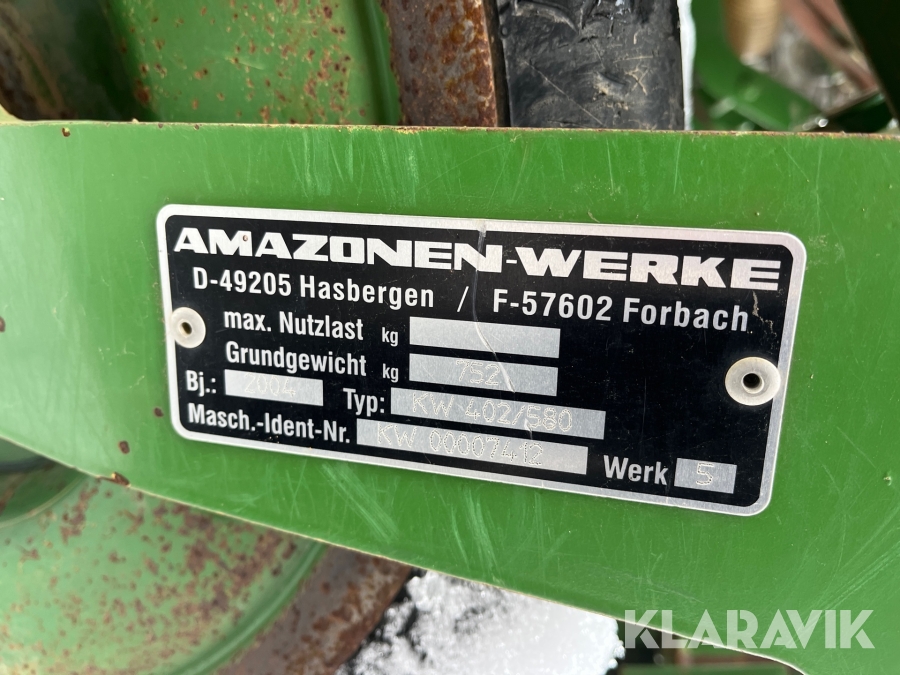 AMAZONEN-WERKE
D-49205 Hasbergen / F-57602 Forbach
max. Nutzlast kg
Grundgewicht kg 752
Bj.: 2004 Typ: KW 402/580
Masch.-Ident-Nr. KW 00007412 Werk 5
KLARAVIK